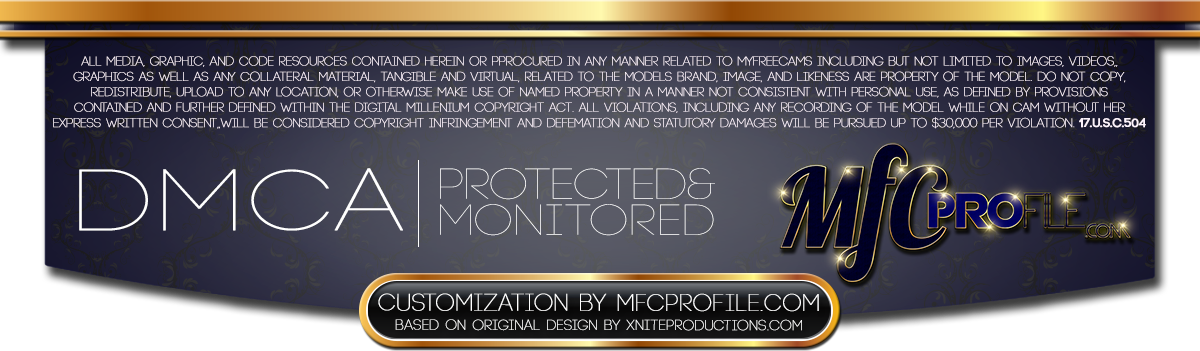 ALL MEDIA, GRAPHIC, AND CODE RESOURCES CONTAINED HEREIN OR PPROCURED IN ANY MANNER RELATED TO MYFREECAMS INCLUDING BUT NOT LIMITED TO IMAGES, VIDEOS,,
GRAPHICS AS WELL AS ANY COLLATERAL MATERIAL, TANGIBLE AND VIRTUAL, RELATED TO THE MODELS BRAND, IMAGE, AND LIKENESS ARE PROPERTY OF THE MODEL. DO NOT COPY,
REDISTRIBUTE, UPLOAD TO ANY LOCATION, OR OTHERWISE MAKE USE OF NAMED PROPERTY IN A MANNER NOT CONSISTENT WITH PERSONAL USE, AS DEFINED BY PROVISIONS
CONTAINED AND FURTHER DEFINED WITHIN THE DIGITAL MILLENIUM COPYRIGHT ACT. ALL VIOLATIONS, INCLUDING ANY RECORDING OF THE MODEL WHILE ON CAM WITHOUT HER
EXPRESS WRITTEN CONSENT,,WILL BE CONSIDERED COPYRIGHT INFRINGEMENT AND DEFEMATION AND STATUTORY DAMAGES WILL BE PURSUED UP TO $30,000 PER VIOLATION. 17.U.S.C.504
DMCA
PROTECTED&
MONITORED
MfC PROFILE .COM
CUSTOMIZATION BY MFCPROFILE.COM
BASED ON ORIGINAL DESIGN BY XNITEPRODUCTIONS.COM